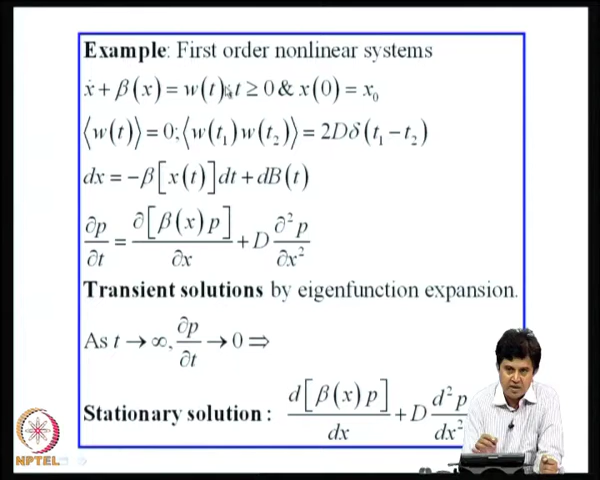 Example: First order nonlinear systems
ẋ + β(x) = w(t); t ≥ 0 & x(0) = x₀
⟨w(t)⟩ = 0; ⟨w(t₁)w(t₂)⟩ = 2Dδ(t₁ − t₂)
dx = −β[x(t)]dt + dB(t)
∂p/∂t = ∂[β(x)p]/∂x + D ∂²p/∂x²
Transient solutions by eigenfunction expansion.
As t → ∞, ∂p/∂t → 0 ⇒
Stationary solution : d[β(x)p]/dx + D d²p/dx²
NPTEL